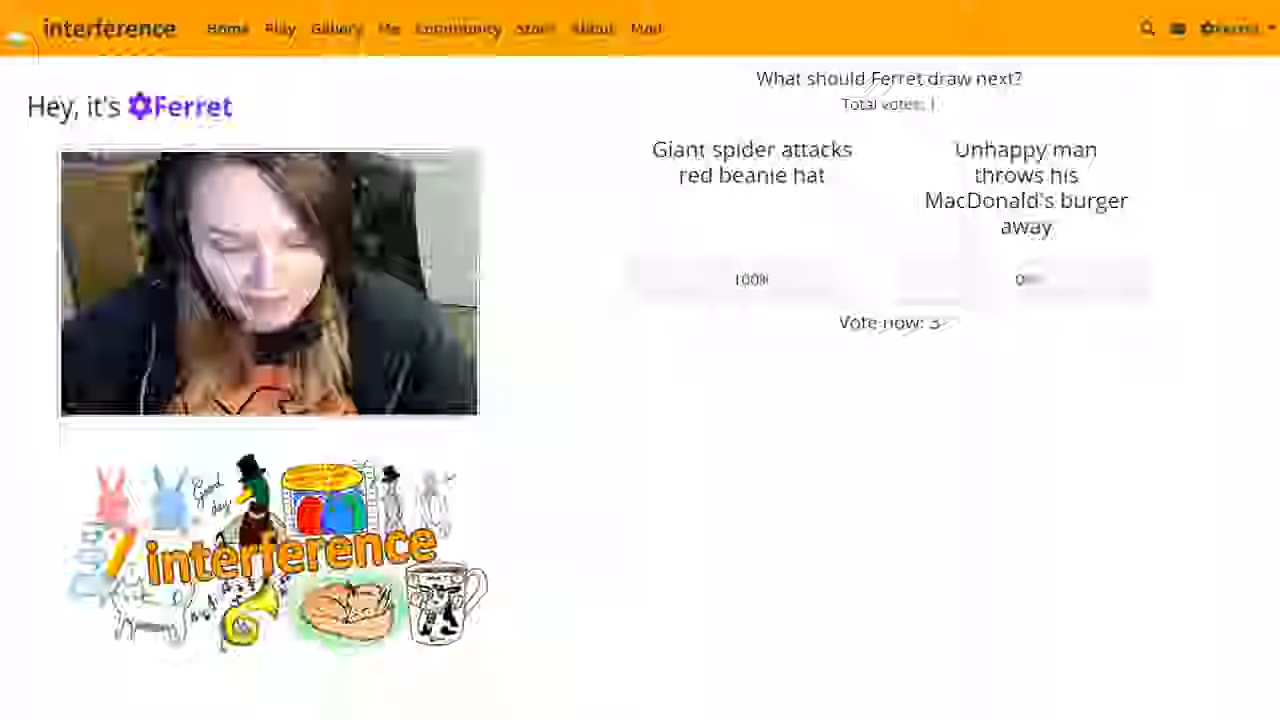 interference Home Play Gallery Me Community Store About Mod Ferret
Hey, it's Ferret
What should Ferret draw next?
Total votes: 1
Giant spider attacks
red beanie hat
100%
Unhappy man
throws his
MacDonald's burger
away
0%
Vote now: 3
Good
day.
interference